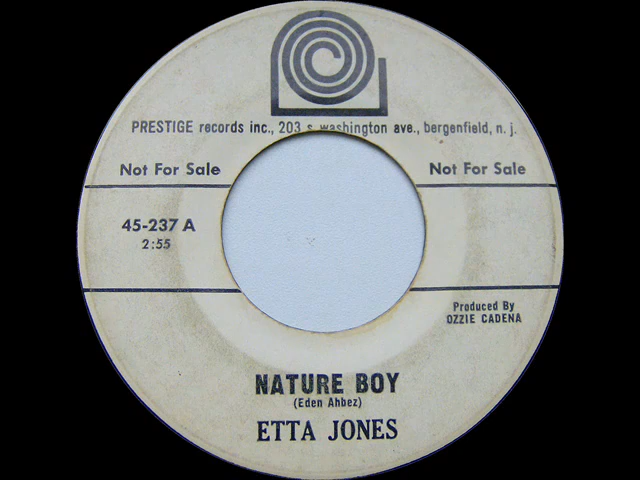 PRESTIGE records inc., 203 s. washington ave., bergenfield, n. j.
Not For Sale
Not For Sale
45-237 A
2:55
Produced By
OZZIE CADENA
NATURE BOY
(Eden Ahbez)
ETTA JONES